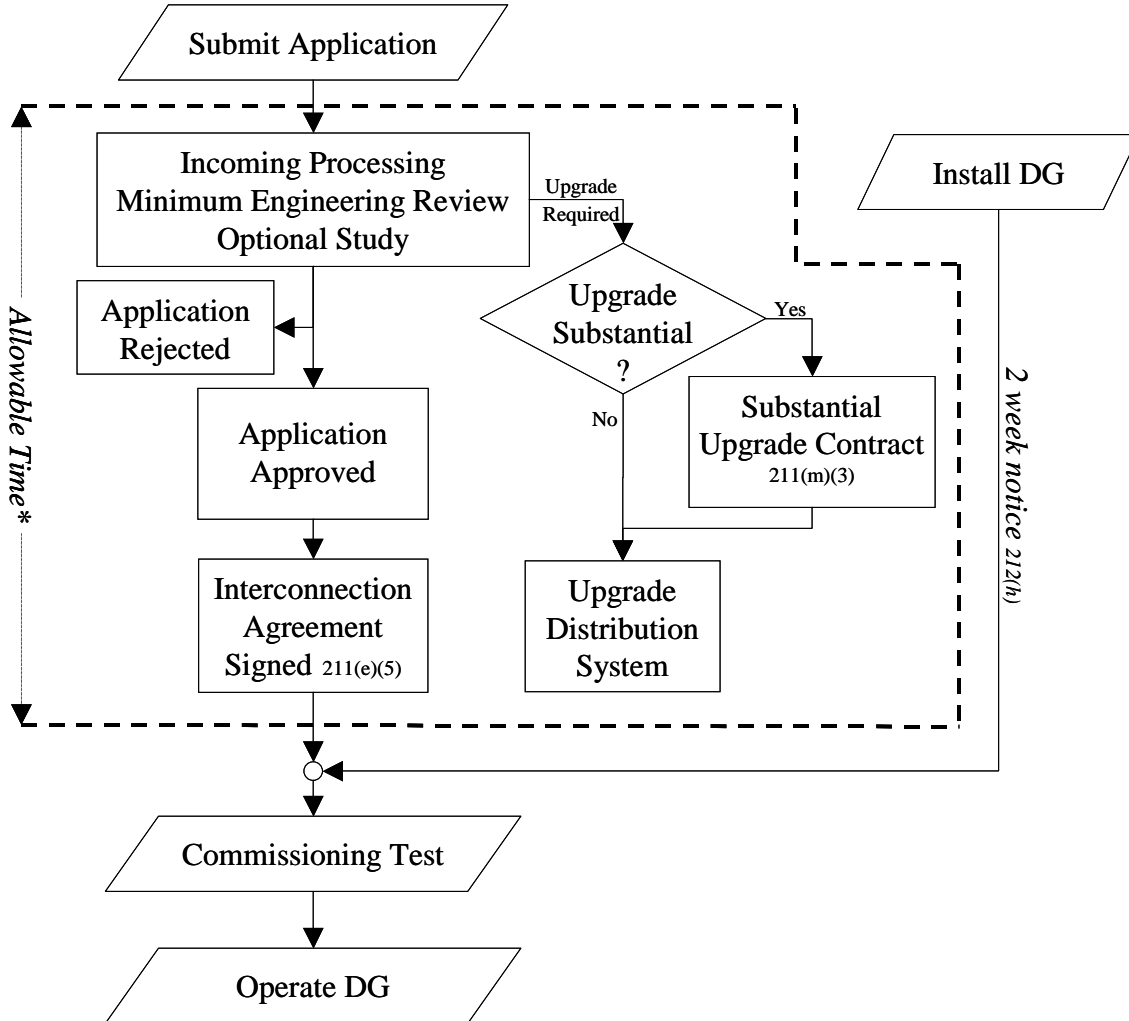 Submit Application
Incoming Processing
Minimum Engineering Review
Optional Study
Upgrade
Required
Install DG
Application
Rejected
Upgrade
Substantial
?
Yes
No
Application
Approved
Substantial
Upgrade Contract
211(m)(3)
Allowable Time*
2 week notice 212(h)
Interconnection
Agreement
Signed 211(e)(5)
Upgrade
Distribution
System
Commissioning Test
Operate DG